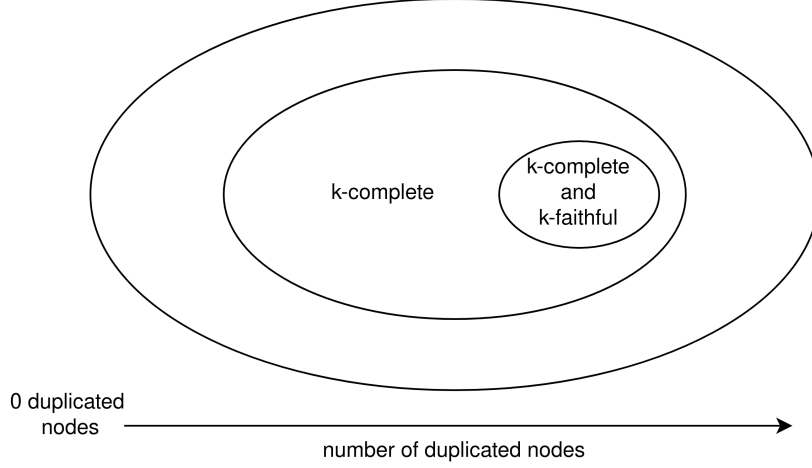 k-complete
k-complete
and
k-faithful
0 duplicated
nodes
number of duplicated nodes